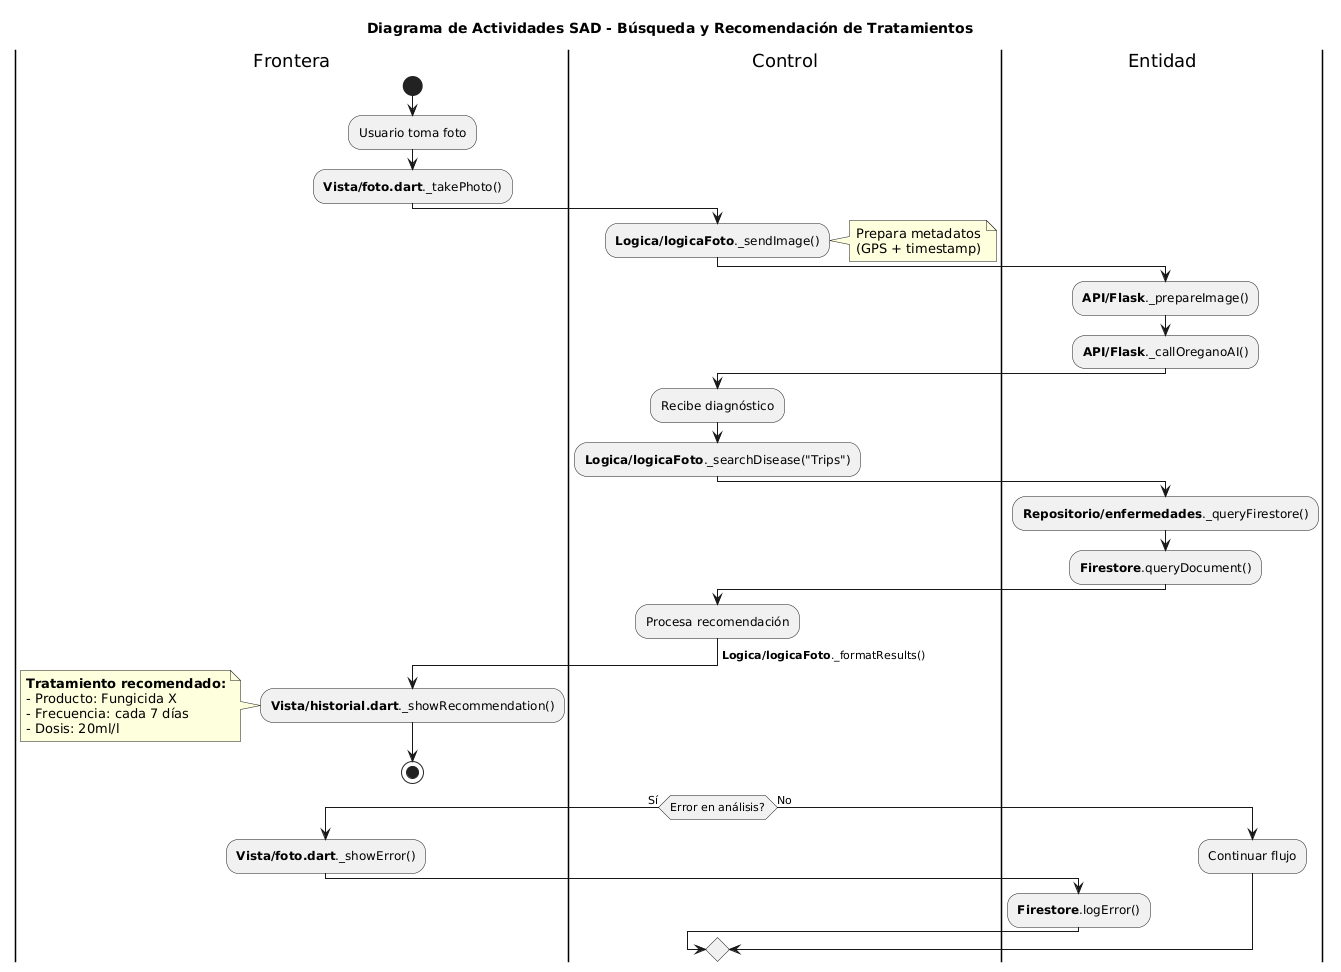 Diagrama de Actividades SAD - Búsqueda y Recomendación de Tratamientos
Frontera
Control
Entidad
Usuario toma foto
Vista/foto.dart._takePhoto()
Logica/logicaFoto._sendImage()
Prepara metadatos
(GPS + timestamp)
API/Flask._prepareImage()
API/Flask._callOreganoAI()
Recibe diagnóstico
Logica/logicaFoto._searchDisease("Trips")
Repositorio/enfermedades._queryFirestore()
Firestore.queryDocument()
Procesa recomendación
Logica/logicaFoto._formatResults()
Tratamiento recomendado:
- Producto: Fungicida X
- Frecuencia: cada 7 días
- Dosis: 20ml/l
Vista/historial.dart._showRecommendation()
Sí
Error en análisis?
No
Vista/foto.dart._showError()
Continuar flujo
Firestore.logError()